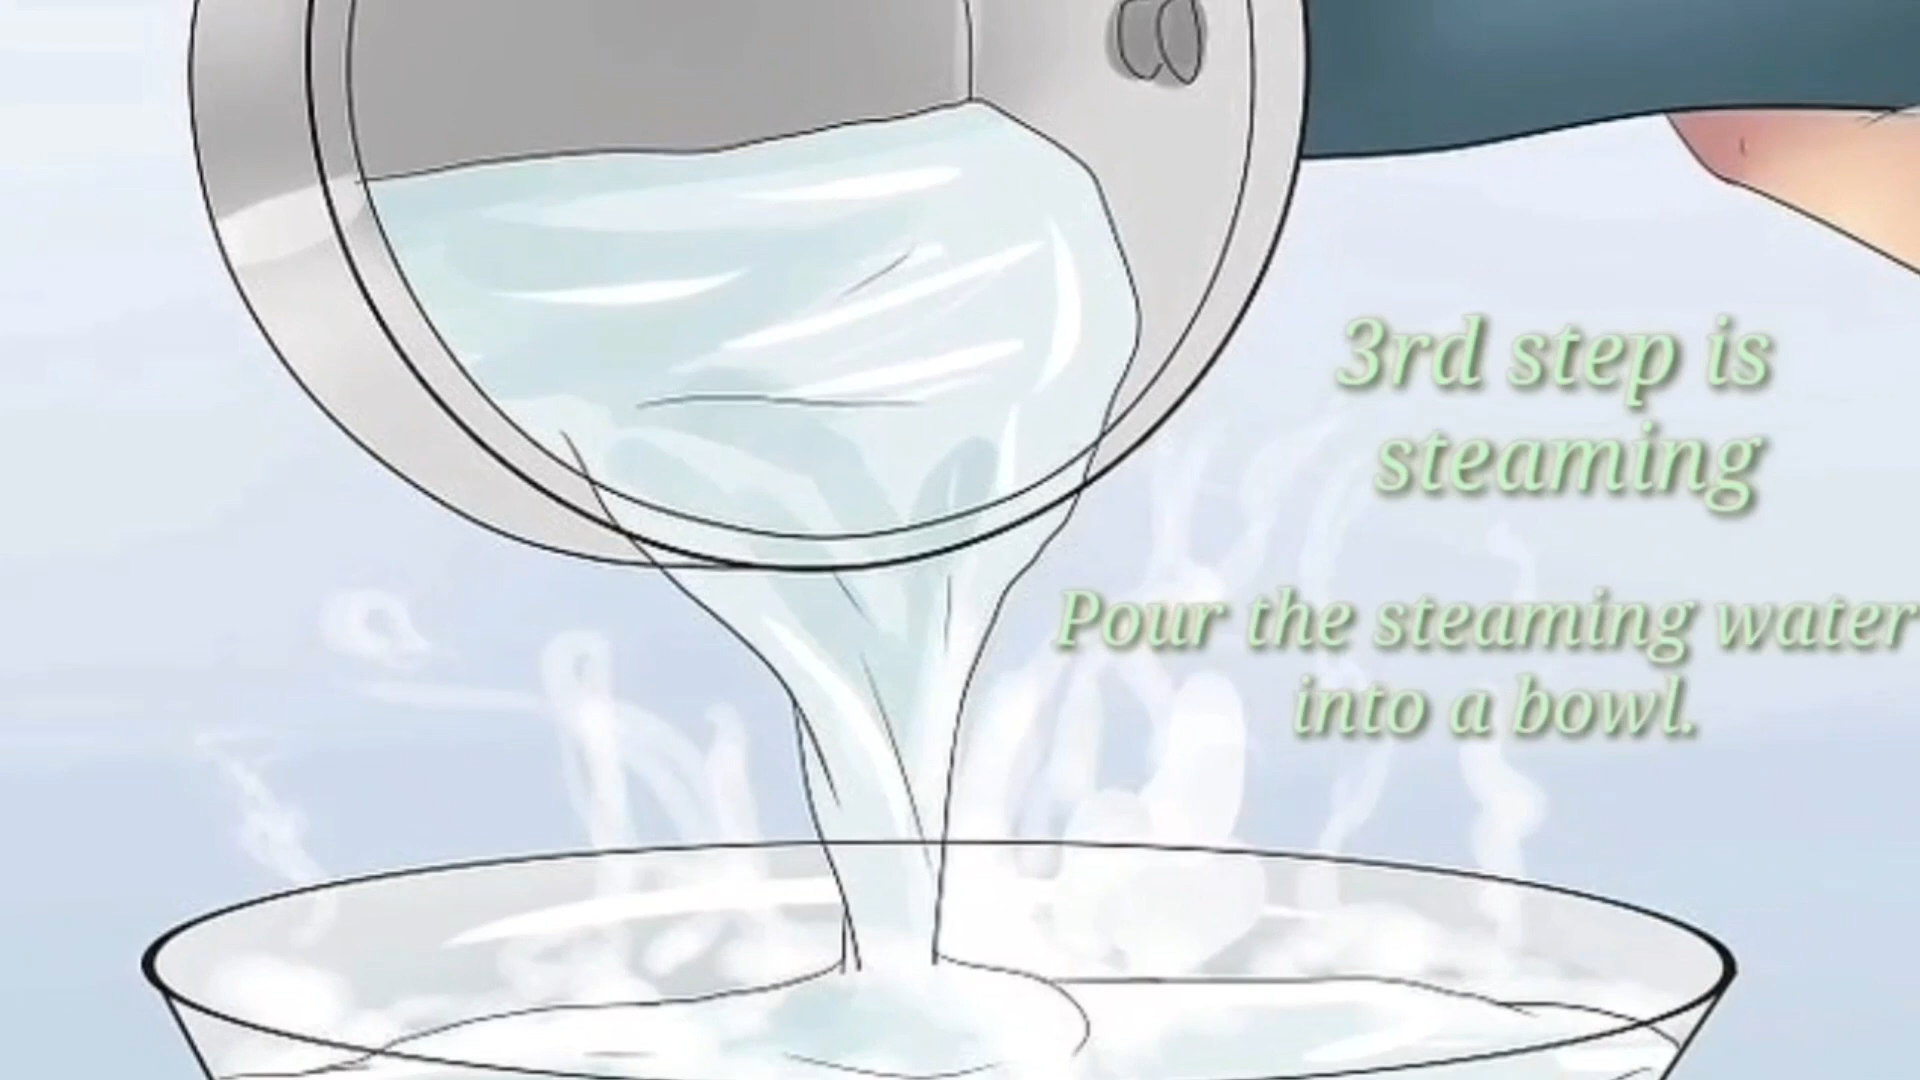 3rd step is
steaming
Pour the steaming water
into a bowl.